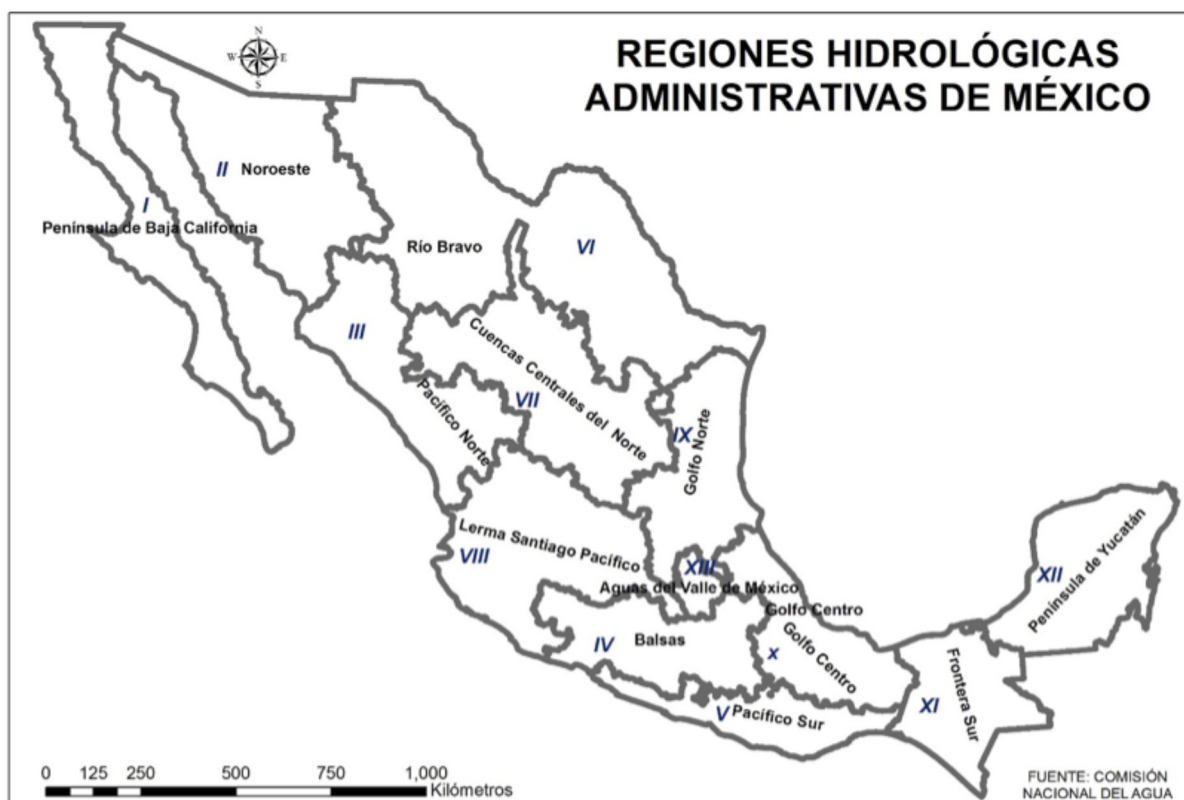 REGIONES HIDROLÓGICAS
ADMINISTRATIVAS DE MÉXICO
N
W E
S
II Noroeste
I
Península de Baja California
Río Bravo
VI
III
Cuencas Centrales del Norte
VII
Pacífico Norte
IX
Golfo Norte
Lerma Santiago Pacífico
VIII
XIII
Aguas del Valle de México
Golfo Centro
XII
Península de Yucatán
IV Balsas
x
Golfo Centro
V Pacífico Sur
XI
Frontera Sur
0 125 250 500 750 1,000
Kilómetros
FUENTE: COMISIÓN
NACIONAL DEL AGUA